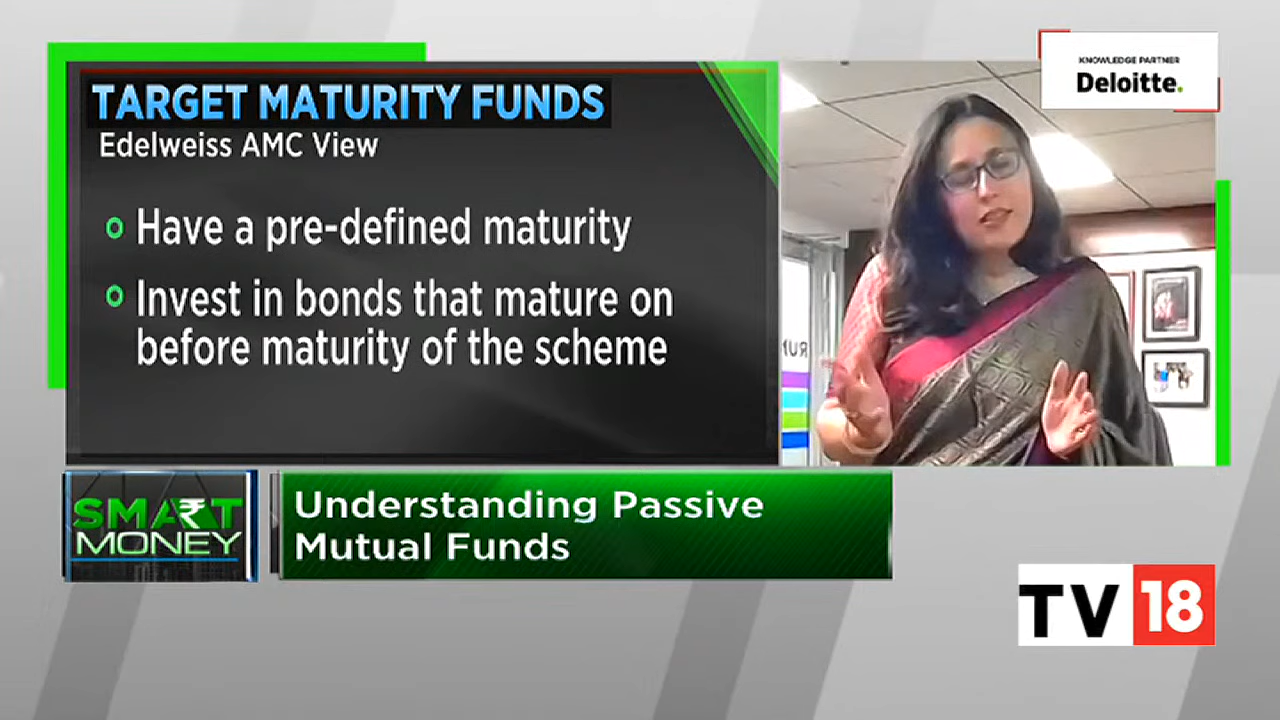 KNOWLEDGE PARTNER
Deloitte.
TARGET MATURITY FUNDS
Edelweiss AMC View
Have a pre-defined maturity
Invest in bonds that mature on
before maturity of the scheme
SMART
MONEY
Understanding Passive
Mutual Funds
TV18